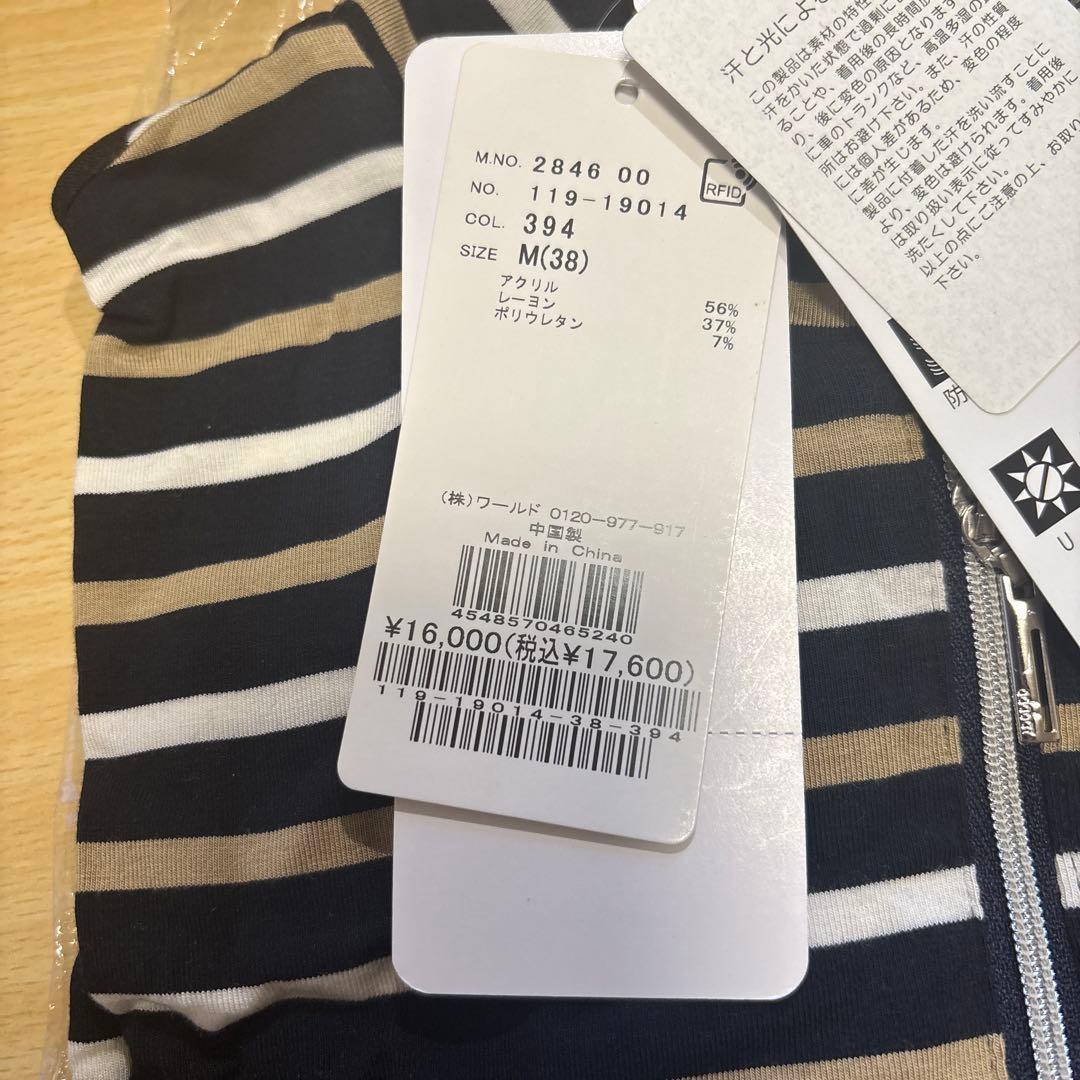 M.NO. 2846 00
RFID
NO. 119-19014
COL. 394
SIZE M(38)
アクリル 56%
レーヨン 37%
ポリウレタン 7%
(株)ワールド 0120-977-917
中国製
Made in China
4548570465240
¥16,000(税込¥17,600)
119-19014-38-394
汗と光による
この製品は素材の特性
汗をかいた状態で過剰に
ることや、着用後の長時間放
り、後に変色の原因となります
に車のトランクなど、高温多湿の
所はお避け下さい。また、汗の性質
には個人差があるため、変色の程度
に差が生じます。
製品に付着した汗を洗い流すことに
より、変色は避けられます。着用後
は取り扱い表示に従ってすみやかに
洗たくして下さい。
以上の点にご注意の上、お取り
下さい。
防
U